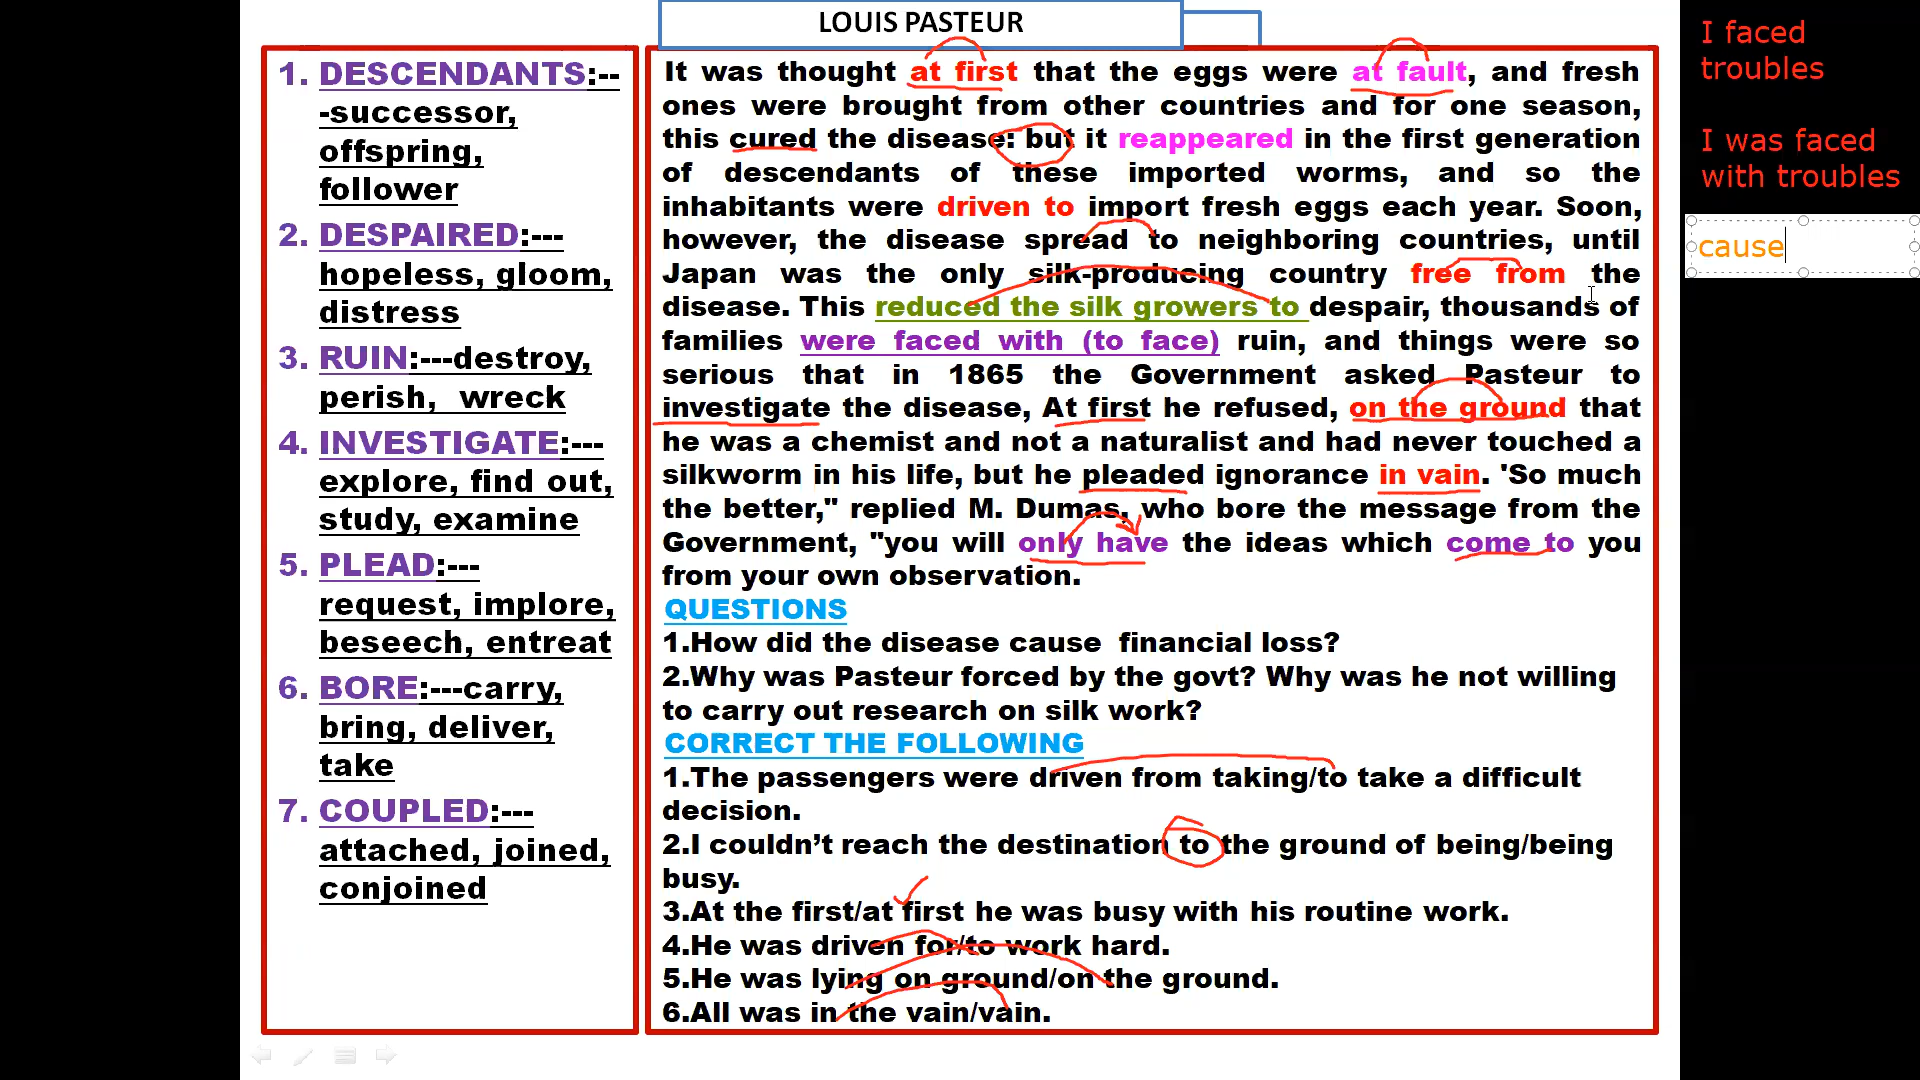 LOUIS PASTEUR
1. DESCENDANTS:--
-successor,
offspring,
follower
2. DESPAIRED:---
hopeless, gloom,
distress
3. RUIN:---destroy,
perish, wreck
4. INVESTIGATE:---
explore, find out,
study, examine
5. PLEAD:---
request, implore,
beseech, entreat
6. BORE:---carry,
bring, deliver,
take
7. COUPLED:---
attached, joined,
conjoined
It was thought at first that the eggs were at fault, and fresh
ones were brought from other countries and for one season,
this cured the disease: but it reappeared in the first generation
of descendants of these imported worms, and so the
inhabitants were driven to import fresh eggs each year. Soon,
however, the disease spread to neighboring countries, until
Japan was the only silk-producing country free from the
disease. This reduced the silk growers to despair, thousands of
families were faced with (to face) ruin, and things were so
serious that in 1865 the Government asked Pasteur to
investigate the disease, At first he refused, on the ground that
he was a chemist and not a naturalist and had never touched a
silkworm in his life, but he pleaded ignorance in vain. 'So much
the better," replied M. Dumas, who bore the message from the
Government, "you will only have the ideas which come to you
from your own observation.
QUESTIONS
1.How did the disease cause  financial loss?
2.Why was Pasteur forced by the govt? Why was he not willing
to carry out research on silk work?
CORRECT THE FOLLOWING
1.The passengers were driven from taking/to take a difficult
decision.
2.I couldn’t reach the destination to the ground of being/being
busy.
3.At the first/at first he was busy with his routine work.
4.He was driven for/to work hard.
5.He was lying on ground/on the ground.
6.All was in the vain/vain.
I faced
troubles
I was faced
with troubles
cause